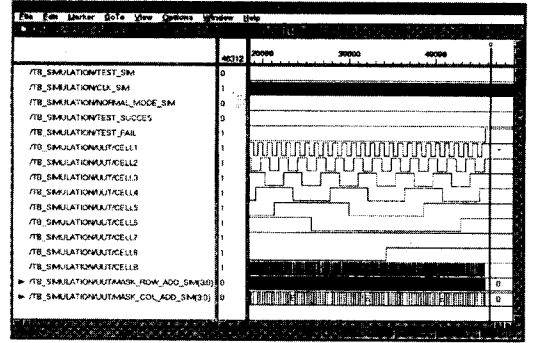 File Edit Marker GoTo View Options Window Help
46312 20000 30000 40000
/TB_SIMULATION/TEST_SIM 0
/TB_SIMULATION/CLK_SIM 1
/TB_SIMULATION/NORMAL_MODE_SIM 0
/TB_SIMULATION/TEST_SUCCES 0
/TB_SIMULATION/TEST_FAIL 1
/TB_SIMULATION/UUT/CELL1 1
/TB_SIMULATION/UUT/CELL2 1
/TB_SIMULATION/UUT/CELL3 1
/TB_SIMULATION/UUT/CELL4 1
/TB_SIMULATION/UUT/CELL5 1
/TB_SIMULATION/UUT/CELL6 1
/TB_SIMULATION/UUT/CELL7 1
/TB_SIMULATION/UUT/CELL8 1
/TB_SIMULATION/UUT/CELLB 1
/TB_SIMULATION/UUT/MASK_ROW_ADD_SIM(3:0) 0 0
/TB_SIMULATION/UUT/MASK_COL_ADD_SIM(3:0) 0 0